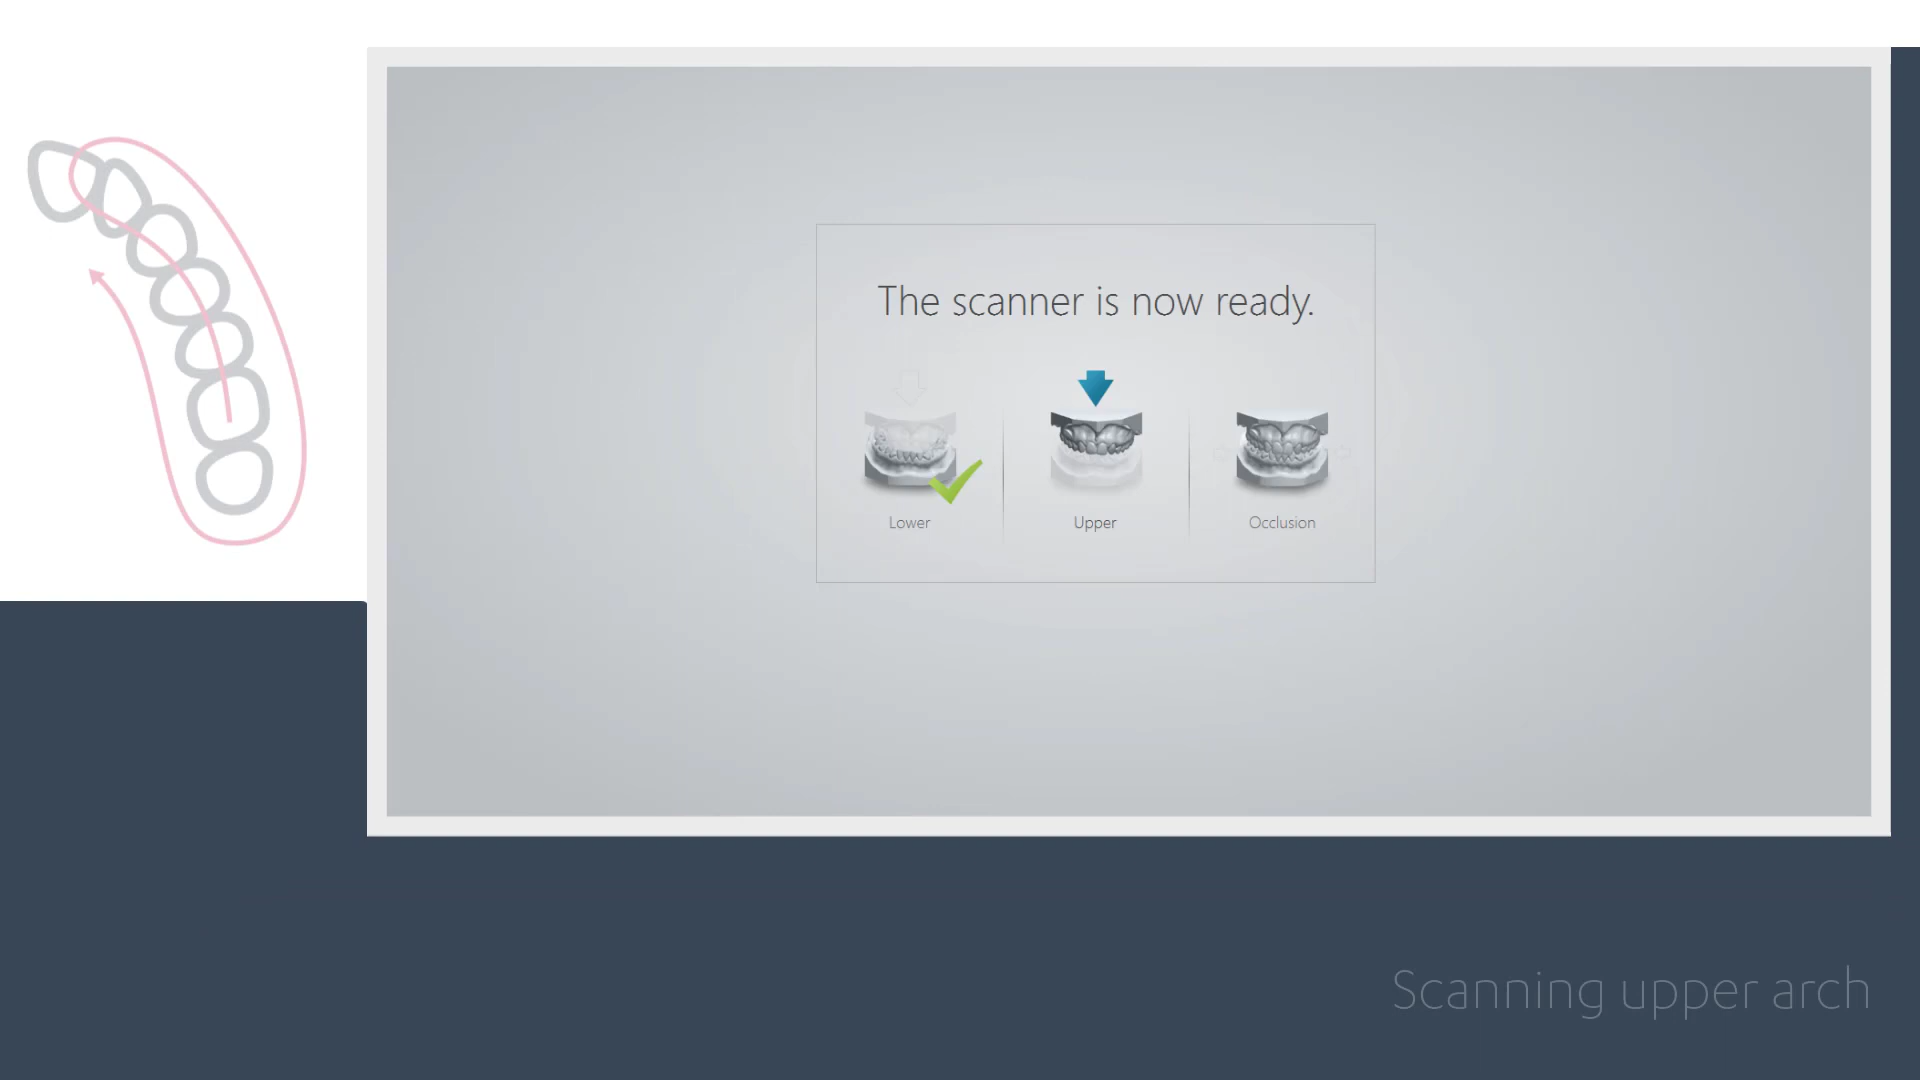 The scanner is now ready.
Lower
Upper
Occlusion
Scanning upper arch